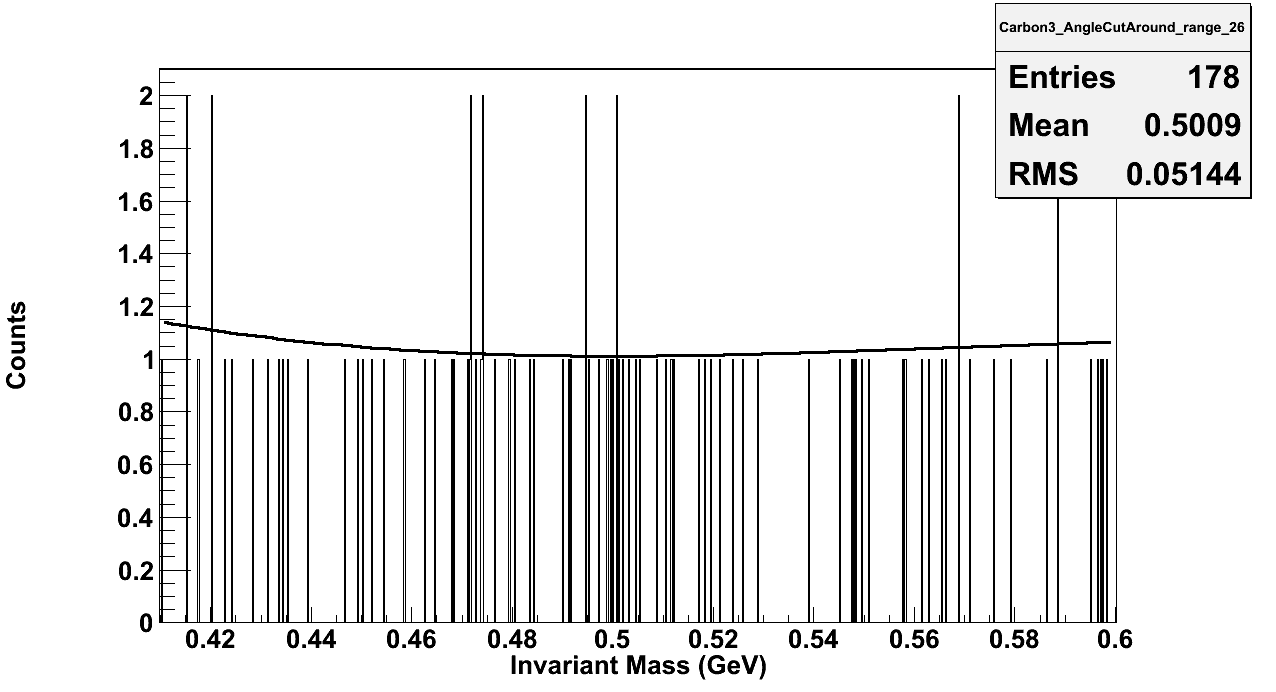 Carbon3_AngleCutAround_range_26
Entries 178
Mean 0.5009
RMS 0.05144
Counts
2
1.8
1.6
1.4
1.2
1
0.8
0.6
0.4
0.2
0
0.42 0.44 0.46 0.48 0.5 0.52 0.54 0.56 0.58 0.6
Invariant Mass (GeV)